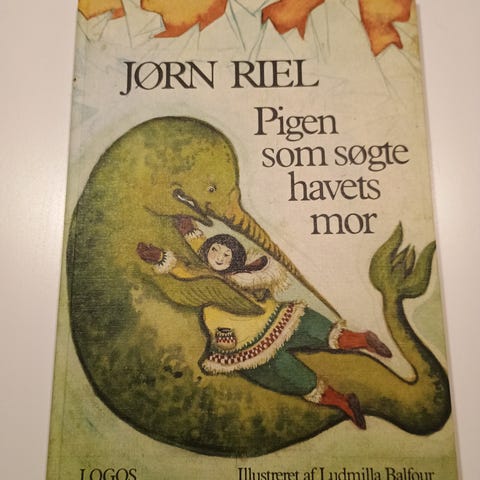 JØRN RIEL
Pigen
som søgte
havets
mor
LOGOS
Illustreret af Ludmilla Balfour